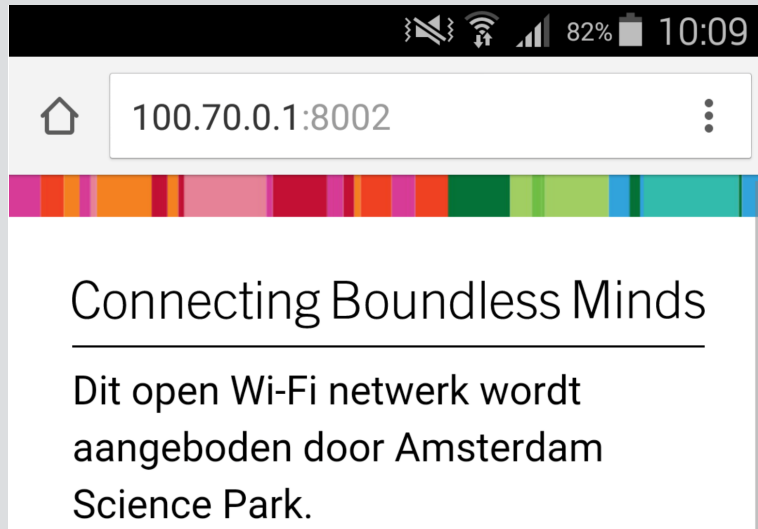 82% 10:09
100.70.0.1:8002
Connecting Boundless Minds
Dit open Wi-Fi netwerk wordt
aangeboden door Amsterdam
Science Park.